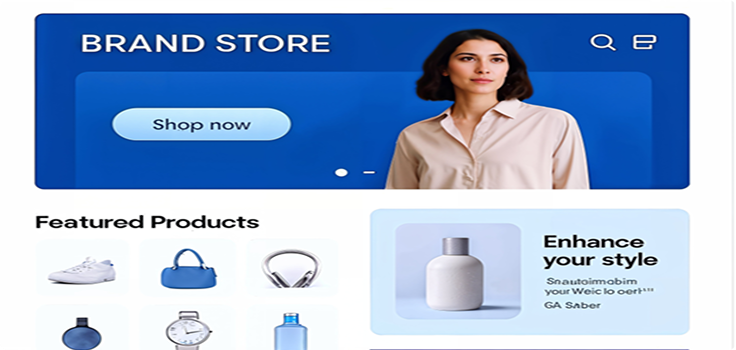 BRAND STORE
Shop now
Featured Products
Enhance
your style